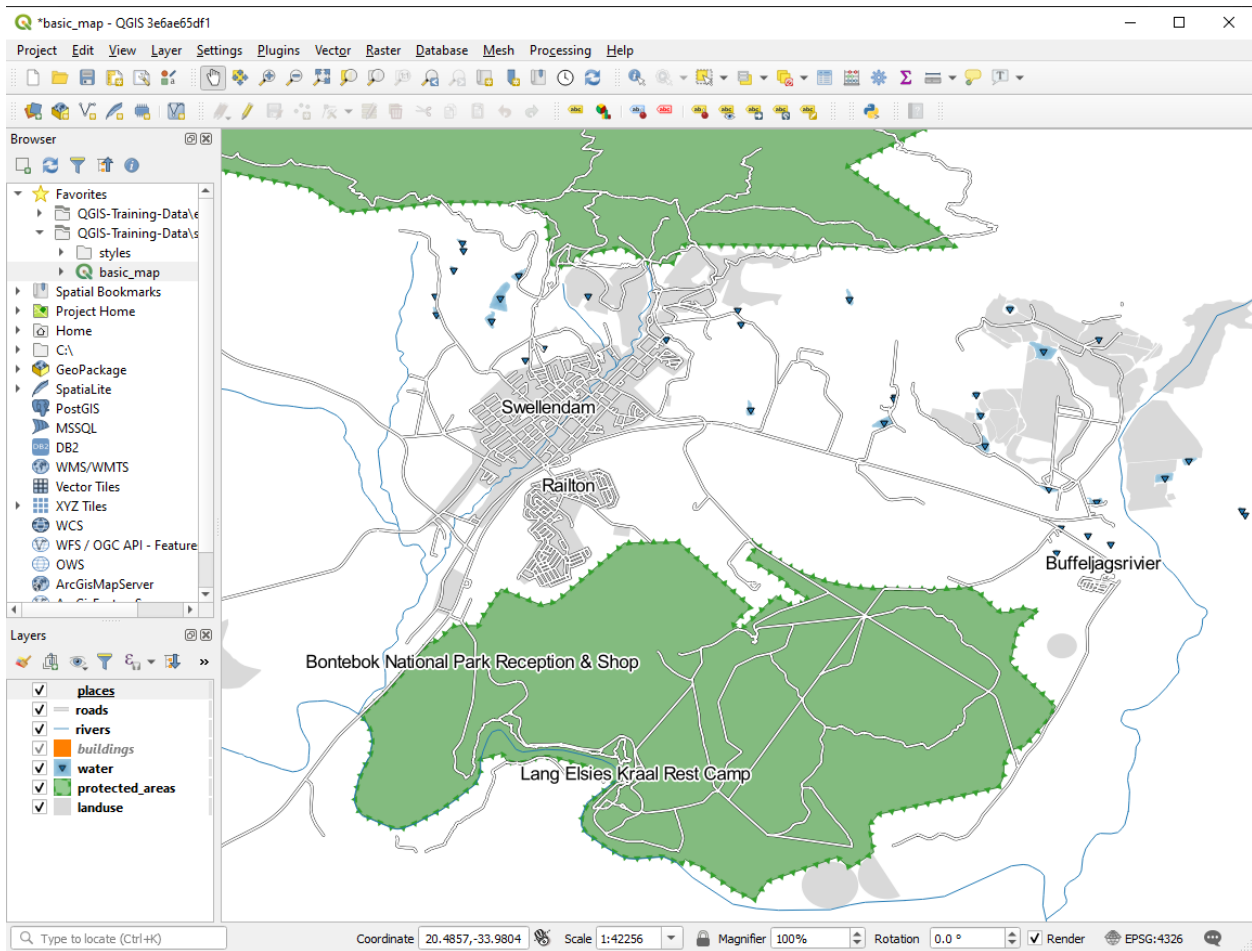 *basic_map - QGIS 3e6ae65df1
Project Edit View Layer Settings Plugins Vector Raster Database Mesh Processing Help
Browser
Favorites
QGIS-Training-Data\e
QGIS-Training-Data\s
styles
basic_map
Spatial Bookmarks
Project Home
Home
C:\
GeoPackage
SpatiaLite
PostGIS
MSSQL
DB2
WMS/WMTS
Vector Tiles
XYZ Tiles
WCS
WFS / OGC API - Feature
OWS
ArcGisMapServer
Layers
»
places
roads
rivers
buildings
water
protected_areas
landuse
Swellendam
Railton
Buffeljagsrivier
Bontebok National Park Reception & Shop
Lang Elsies Kraal Rest Camp
Type to locate (Ctrl+K) Coordinate 20.4857,-33.9804 Scale 1:42256 Magnifier 100% Rotation 0.0 ° Render EPSG:4326